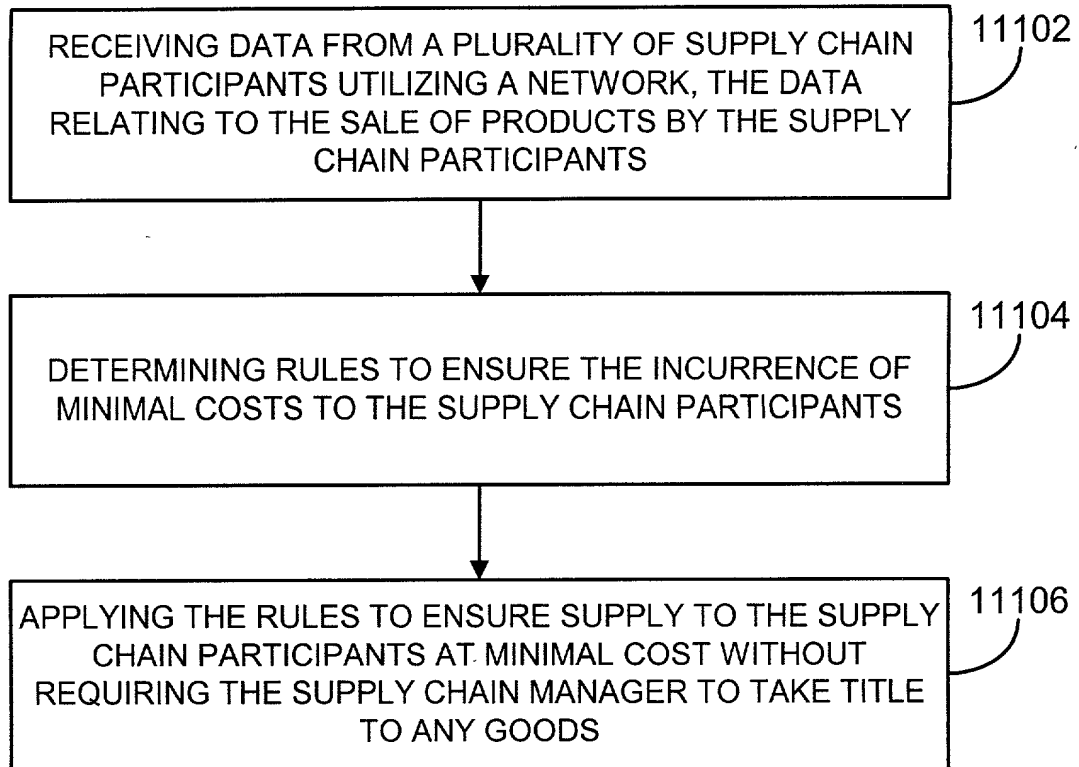 RECEIVING DATA FROM A PLURALITY OF SUPPLY CHAIN
PARTICIPANTS UTILIZING A NETWORK, THE DATA
RELATING TO THE SALE OF PRODUCTS BY THE SUPPLY
CHAIN PARTICIPANTS
11102
DETERMINING RULES TO ENSURE THE INCURRENCE OF
MINIMAL COSTS TO THE SUPPLY CHAIN PARTICIPANTS
11104
APPLYING THE RULES TO ENSURE SUPPLY TO THE SUPPLY
CHAIN PARTICIPANTS AT MINIMAL COST WITHOUT
REQUIRING THE SUPPLY CHAIN MANAGER TO TAKE TITLE
TO ANY GOODS
11106